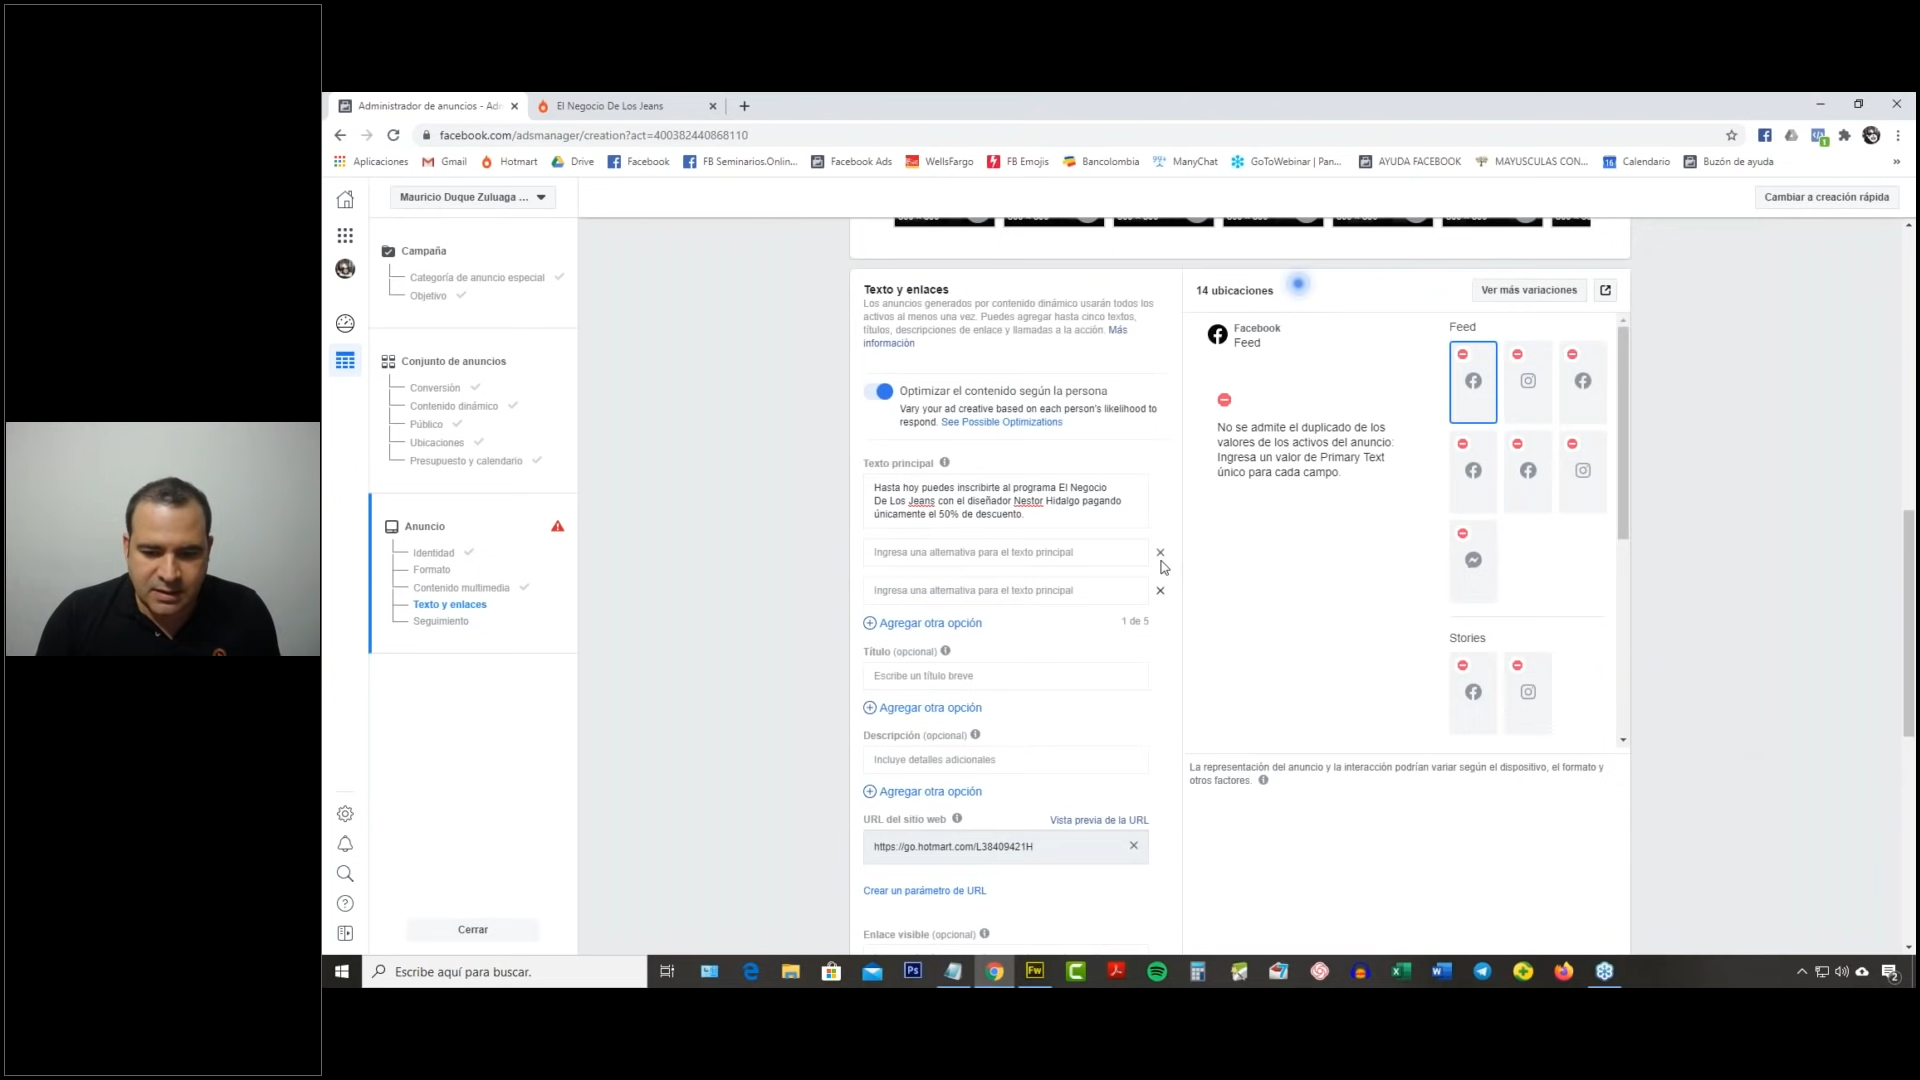 Administrador de anuncios - Adm
El Negocio De Los Jeans
facebook.com/adsmanager/creation?act=400382440868110
Aplicaciones
Gmail
Hotmart
Drive
Facebook
FB Seminarios.Onlin...
Facebook Ads
WellsFargo
FB Emojis
Bancolombia
ManyChat
GoToWebinar | Pan...
AYUDA FACEBOOK
MAYUSCULAS CON...
Calendario
Buzón de ayuda
»
Mauricio Duque Zuluaga ...
Cambiar a creación rápida
Campaña
Categoría de anuncio especial
Objetivo
Conjunto de anuncios
Conversión
Contenido dinámico
Público
Ubicaciones
Presupuesto y calendario
Anuncio
Identidad
Formato
Contenido multimedia
Texto y enlaces
Seguimiento
Cerrar
Texto y enlaces
Los anuncios generados por contenido dinámico usarán todos los
activos al menos una vez. Puedes agregar hasta cinco textos,
títulos, descripciones de enlace y llamadas a la acción. Más
información
Optimizar el contenido según la persona
Vary your ad creative based on each person's likelihood to
respond. See Possible Optimizations
Texto principal
Hasta hoy puedes inscribirte al programa El Negocio
De Los Jeans con el diseñador Nestor Hidalgo pagando
únicamente el 50% de descuento.
Ingresa una alternativa para el texto principal
Ingresa una alternativa para el texto principal
Agregar otra opción
1 de 5
Título (opcional)
Escribe un título breve
Agregar otra opción
Descripción (opcional)
Incluye detalles adicionales
Agregar otra opción
URL del sitio web
Vista previa de la URL
https://go.hotmart.com/L38409421H
Crear un parámetro de URL
Enlace visible (opcional)
14 ubicaciones
Ver más variaciones
Facebook
Feed
No se admite el duplicado de los
valores de los activos del anuncio:
Ingresa un valor de Primary Text
único para cada campo.
Feed
Stories
La representación del anuncio y la interacción podrían variar según el dispositivo, el formato y
otros factores.
Escribe aquí para buscar.